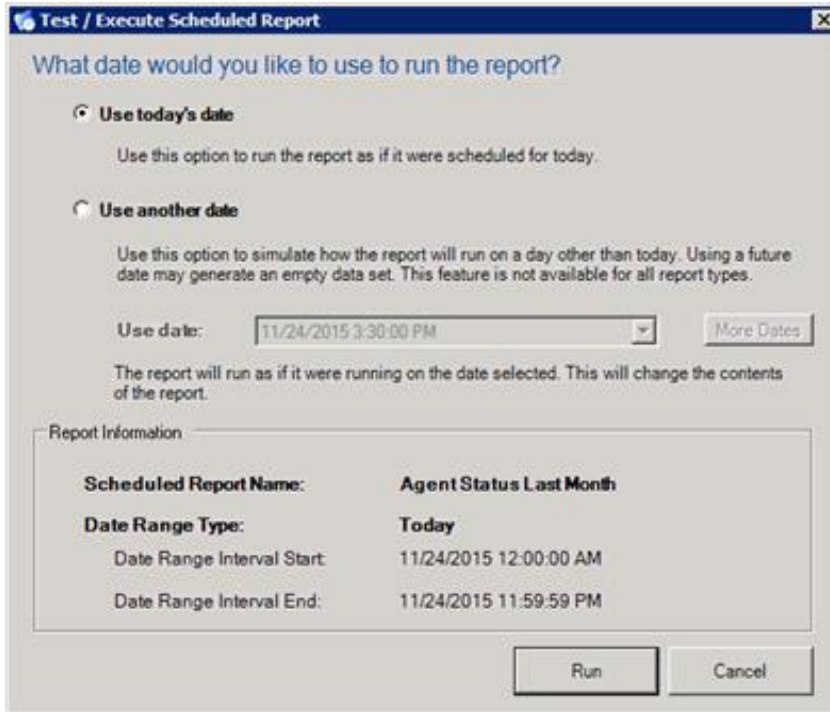 Test / Execute Scheduled Report
What date would you like to use to run the report?
Use today's date
Use this option to run the report as if it were scheduled for today.
Use another date
Use this option to simulate how the report will run on a day other than today. Using a future
date may generate an empty data set. This feature is not available for all report types.
Use date: 11/24/2015 3:30:00 PM More Dates
The report will run as if it were running on the date selected. This will change the contents
of the report.
Report Information
Scheduled Report Name: Agent Status Last Month
Date Range Type: Today
Date Range Interval Start: 11/24/2015 12:00:00 AM
Date Range Interval End: 11/24/2015 11:59:59 PM
Run Cancel